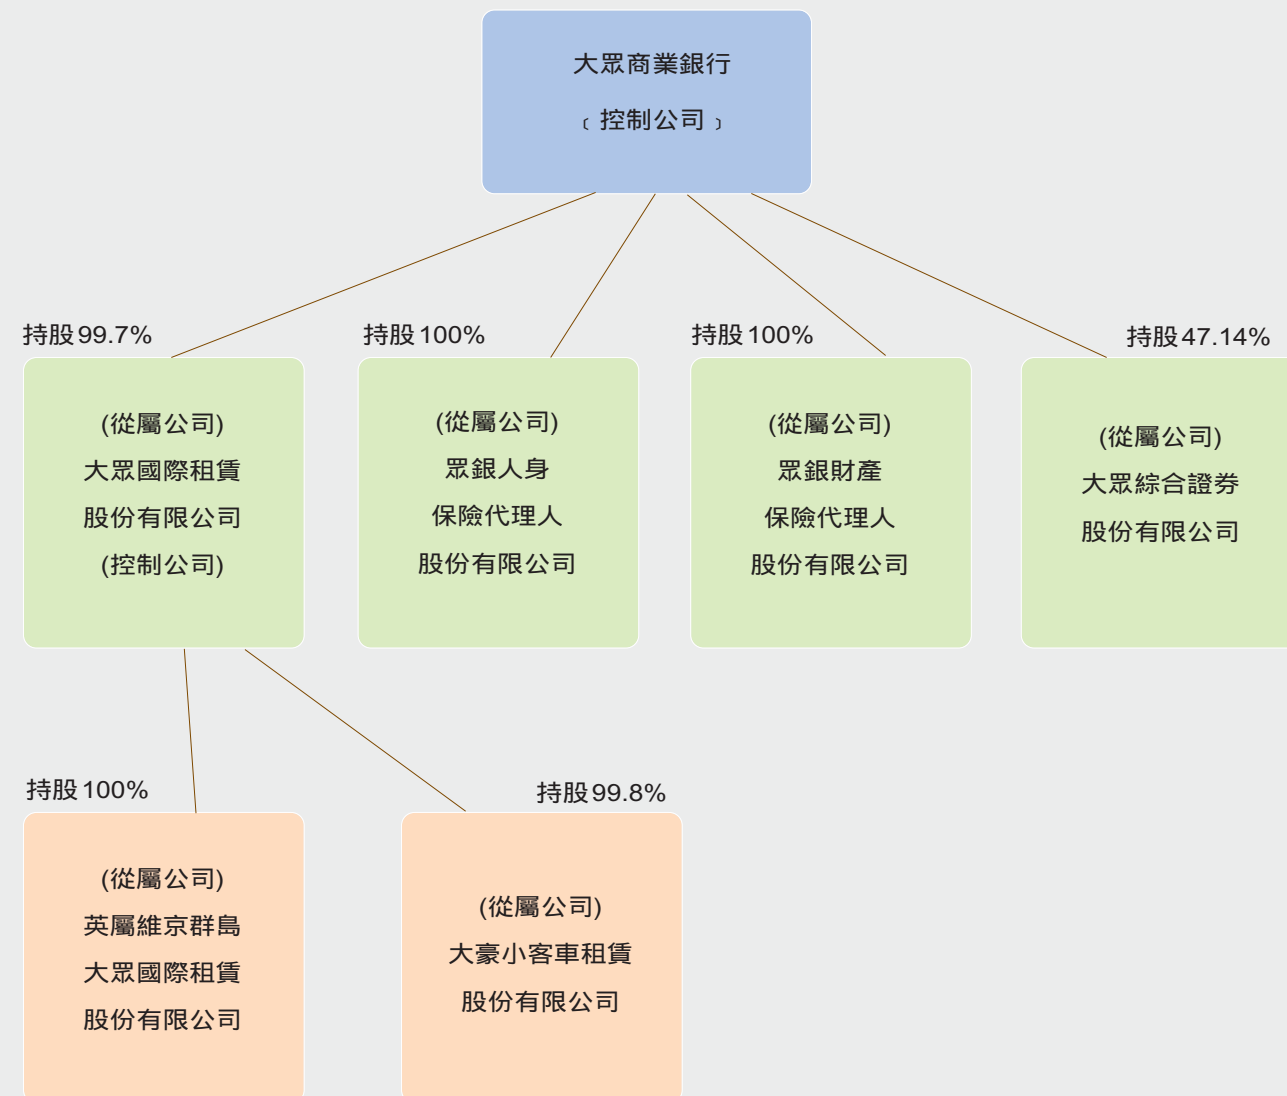 大眾商業銀行
﹝控制公司﹞
持股99.7%
持股100%
持股100%
持股47.14%
(從屬公司)
大眾國際租賃
股份有限公司
(控制公司)
(從屬公司)
眾銀人身
保險代理人
股份有限公司
(從屬公司)
眾銀財產
保險代理人
股份有限公司
(從屬公司)
大眾綜合證券
股份有限公司
持股100%
持股99.8%
(從屬公司)
英屬維京群島
大眾國際租賃
股份有限公司
(從屬公司)
大豪小客車租賃
股份有限公司